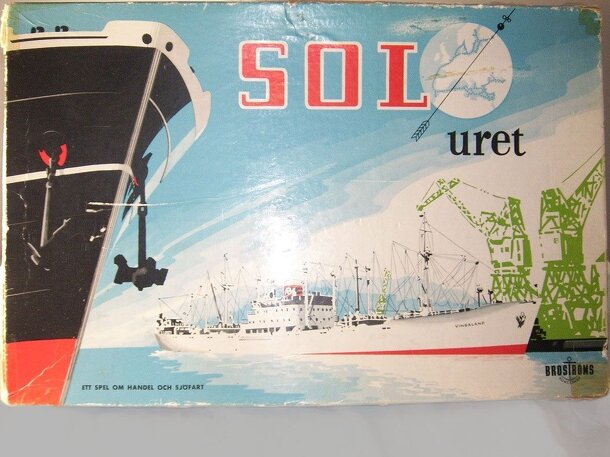 SOL
uret
VINGALAND
ETT SPEL OM HANDEL OCH SJÖFART
BROSTRÖMS